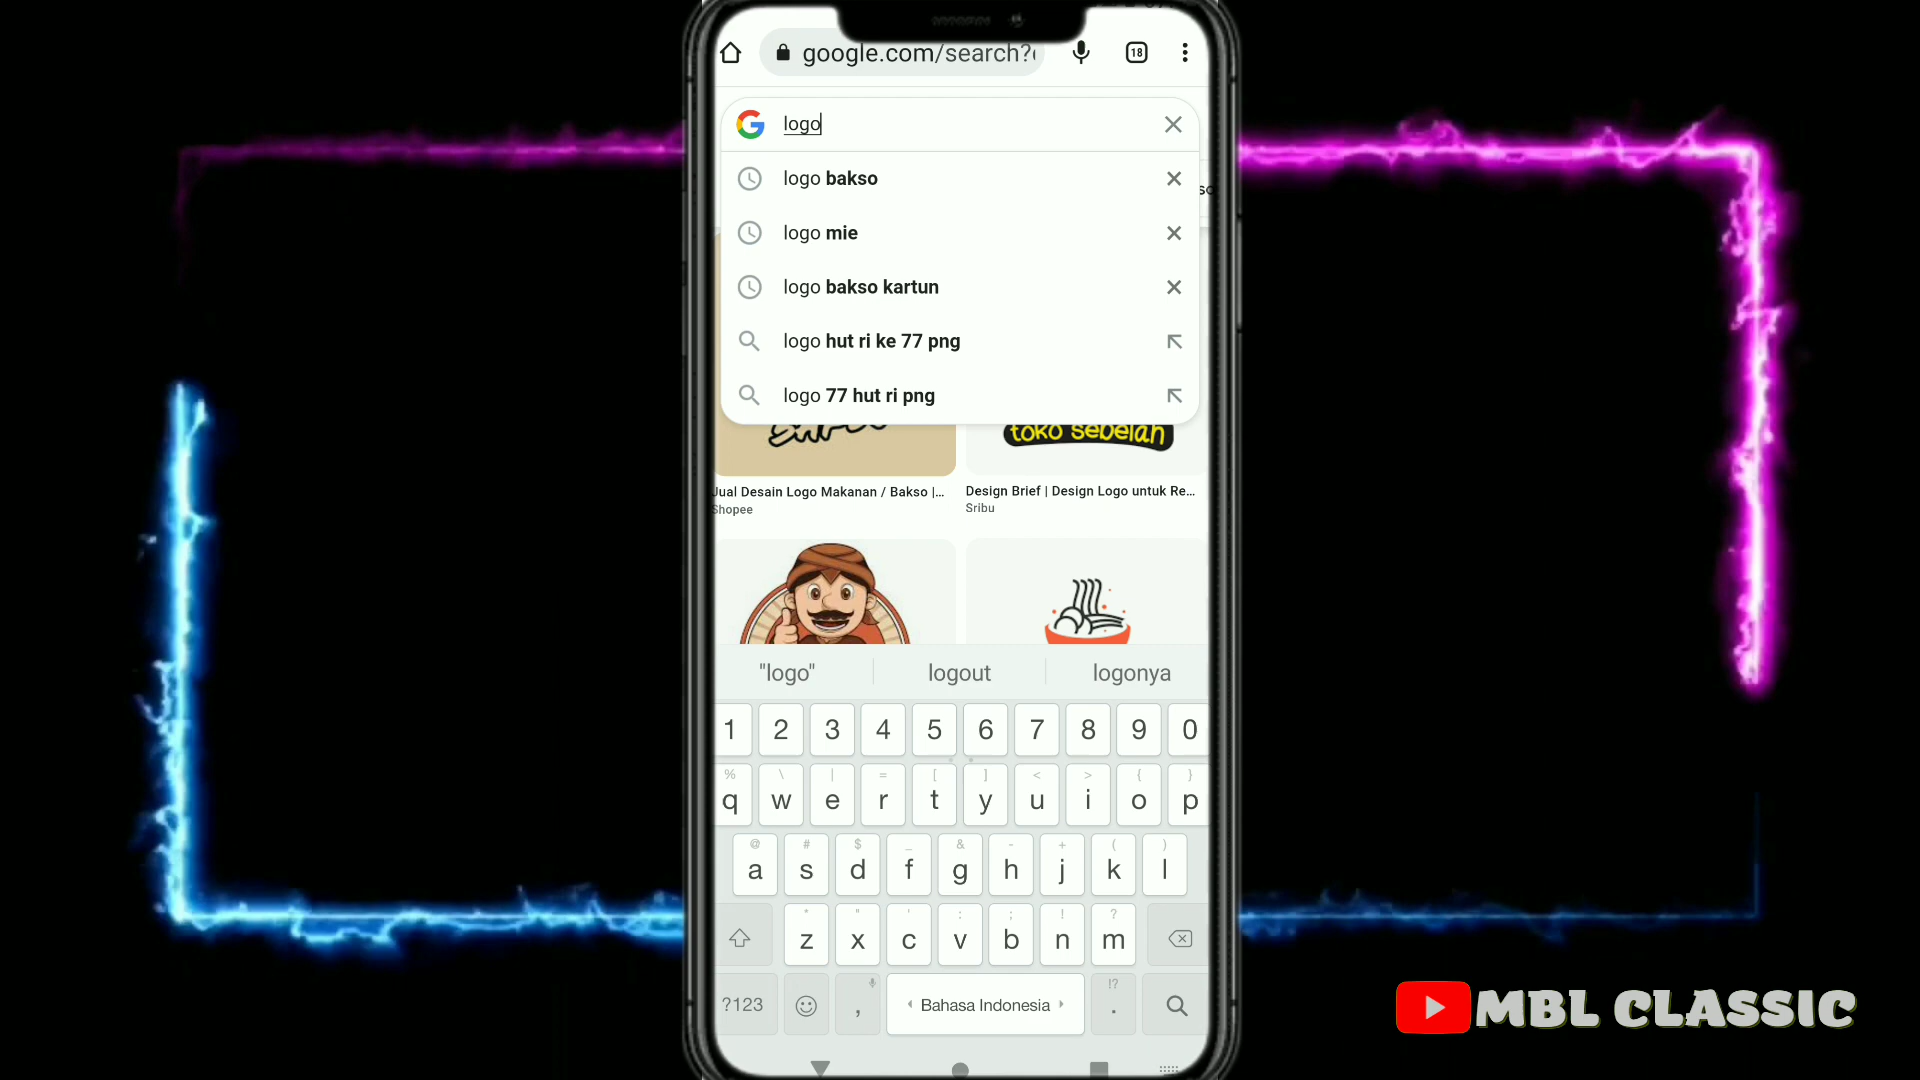 google.com/search?
18
logo
logo bakso
logo mie
logo bakso kartun
logo hut ri ke 77 png
logo 77 hut ri png
toko sebelah
Jual Desain Logo Makanan / Bakso |...
Shopee
Design Brief | Design Logo untuk Re...
Sribu
"logo" logout logonya
1 2 3 4 5 6 7 8 9 0
% \ | = [ ] < > { }
q w e r t y u i o p
@ # $ _ & - + ( )
a s d f g h j k l
* " ' : ; ! ?
z x c v b n m
!?
?123 , Bahasa Indonesia .
MBL CLASSIC